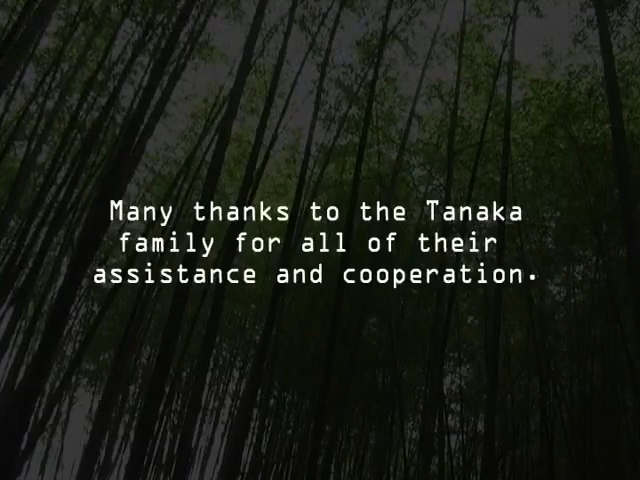 Many thanks to the Tanaka
family for all of their
assistance and cooperation.